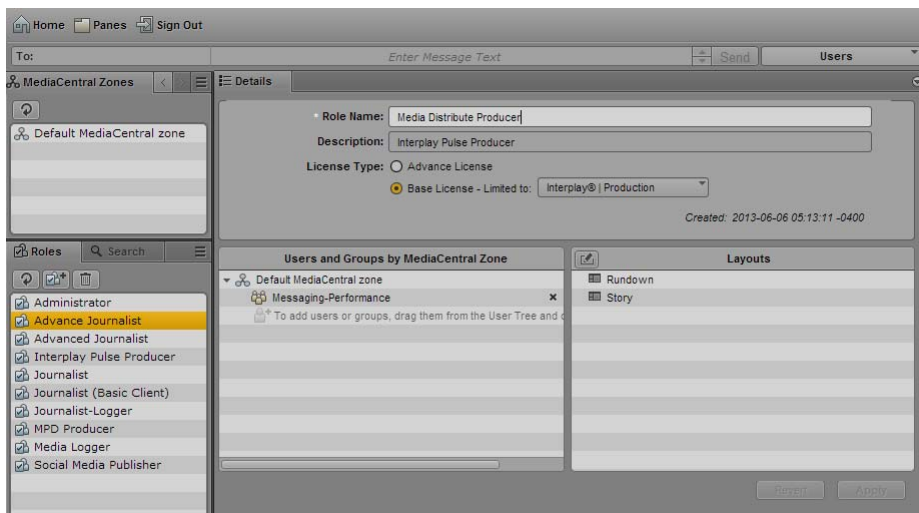 Home Panes Sign Out
To: Enter Message Text Send Users
MediaCentral Zones
Default MediaCentral zone
Roles Search
Administrator
Advance Journalist
Advanced Journalist
Interplay Pulse Producer
Journalist
Journalist (Basic Client)
Journalist-Logger
MPD Producer
Media Logger
Social Media Publisher
Details
* Role Name: Media Distribute Producer
Description: Interplay Pulse Producer
License Type: Advance License
Base License - Limited to: Interplay® | Production
Created: 2013-06-06 05:13:11 -0400
Users and Groups by MediaCentral Zone
Default MediaCentral zone
Messaging-Performance
To add users or groups, drag them from the User Tree and
Layouts
Rundown
Story
Revert Apply